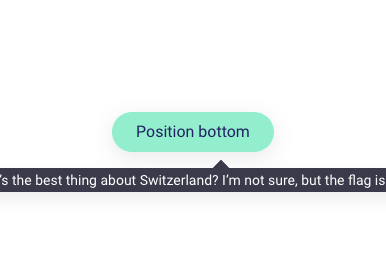 Position bottom
's the best thing about Switzerland? I'm not sure, but the flag is